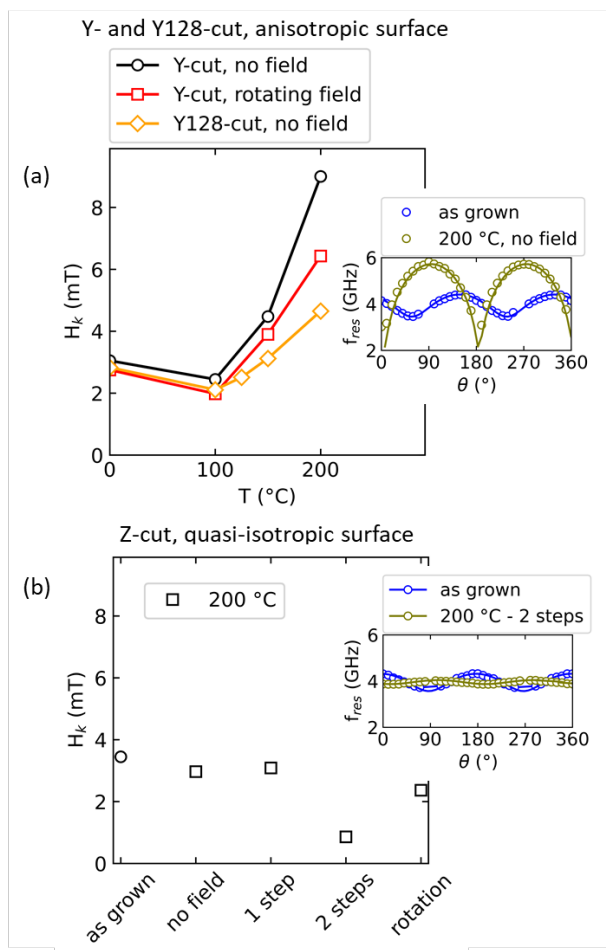 Y- and Y128-cut, anisotropic surface
Y-cut, no field
Y-cut, rotating field
Y128-cut, no field
(a)
8
6
4
2
0
H_k (mT)
0 100 200
T (°C)
as grown
200 °C, no field
6
4
2
f_res (GHz)
0 90 180 270 360
θ (°)
Z-cut, quasi-isotropic surface
(b)
200 °C
8
6
4
2
0
H_k (mT)
as grown
no field
1 step
2 steps
rotation
as grown
200 °C - 2 steps
6
4
2
f_res (GHz)
0 90 180 270 360
θ (°)